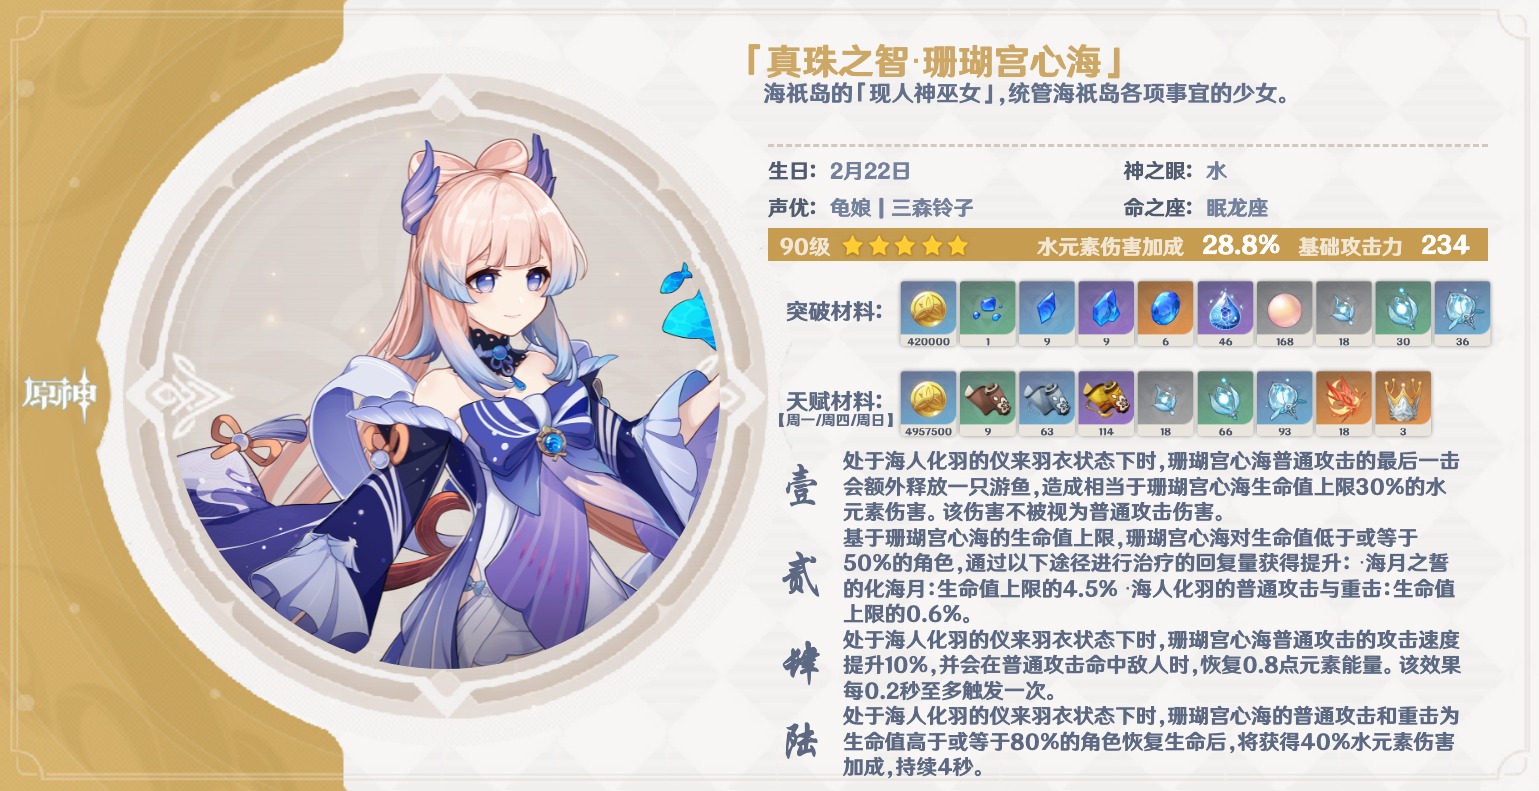 原神
「真珠之智·珊瑚宫心海」
海祇岛的「现人神巫女」,统管海祇岛各项事宜的少女。
生日: 2月22日 神之眼: 水
声优: 龟娘 | 三森铃子 命之座: 眠龙座
90级 水元素伤害加成 28.8% 基础攻击力 234
突破材料:
420000 1 9 9 6 46 168 18 30 36
天赋材料:
【周一/周四/周日】
4957500 9 63 114 18 66 93 18 3
壹
处于海人化羽的仪来羽衣状态下时,珊瑚宫心海普通攻击的最后一击
会额外释放一只游鱼,造成相当于珊瑚宫心海生命值上限30%的水
元素伤害。该伤害不被视为普通攻击伤害。
贰
基于珊瑚宫心海的生命值上限,珊瑚宫心海对生命值低于或等于
50%的角色,通过以下途径进行治疗的回复量获得提升: ·海月之誓
的化海月:生命值上限的4.5% ·海人化羽的普通攻击与重击:生命值
上限的0.6%。
肆
处于海人化羽的仪来羽衣状态下时,珊瑚宫心海普通攻击的攻击速度
提升10%,并会在普通攻击命中敌人时,恢复0.8点元素能量。该效果
每0.2秒至多触发一次。
陆
处于海人化羽的仪来羽衣状态下时,珊瑚宫心海的普通攻击和重击为
生命值高于或等于80%的角色恢复生命后,将获得40%水元素伤害
加成,持续4秒。